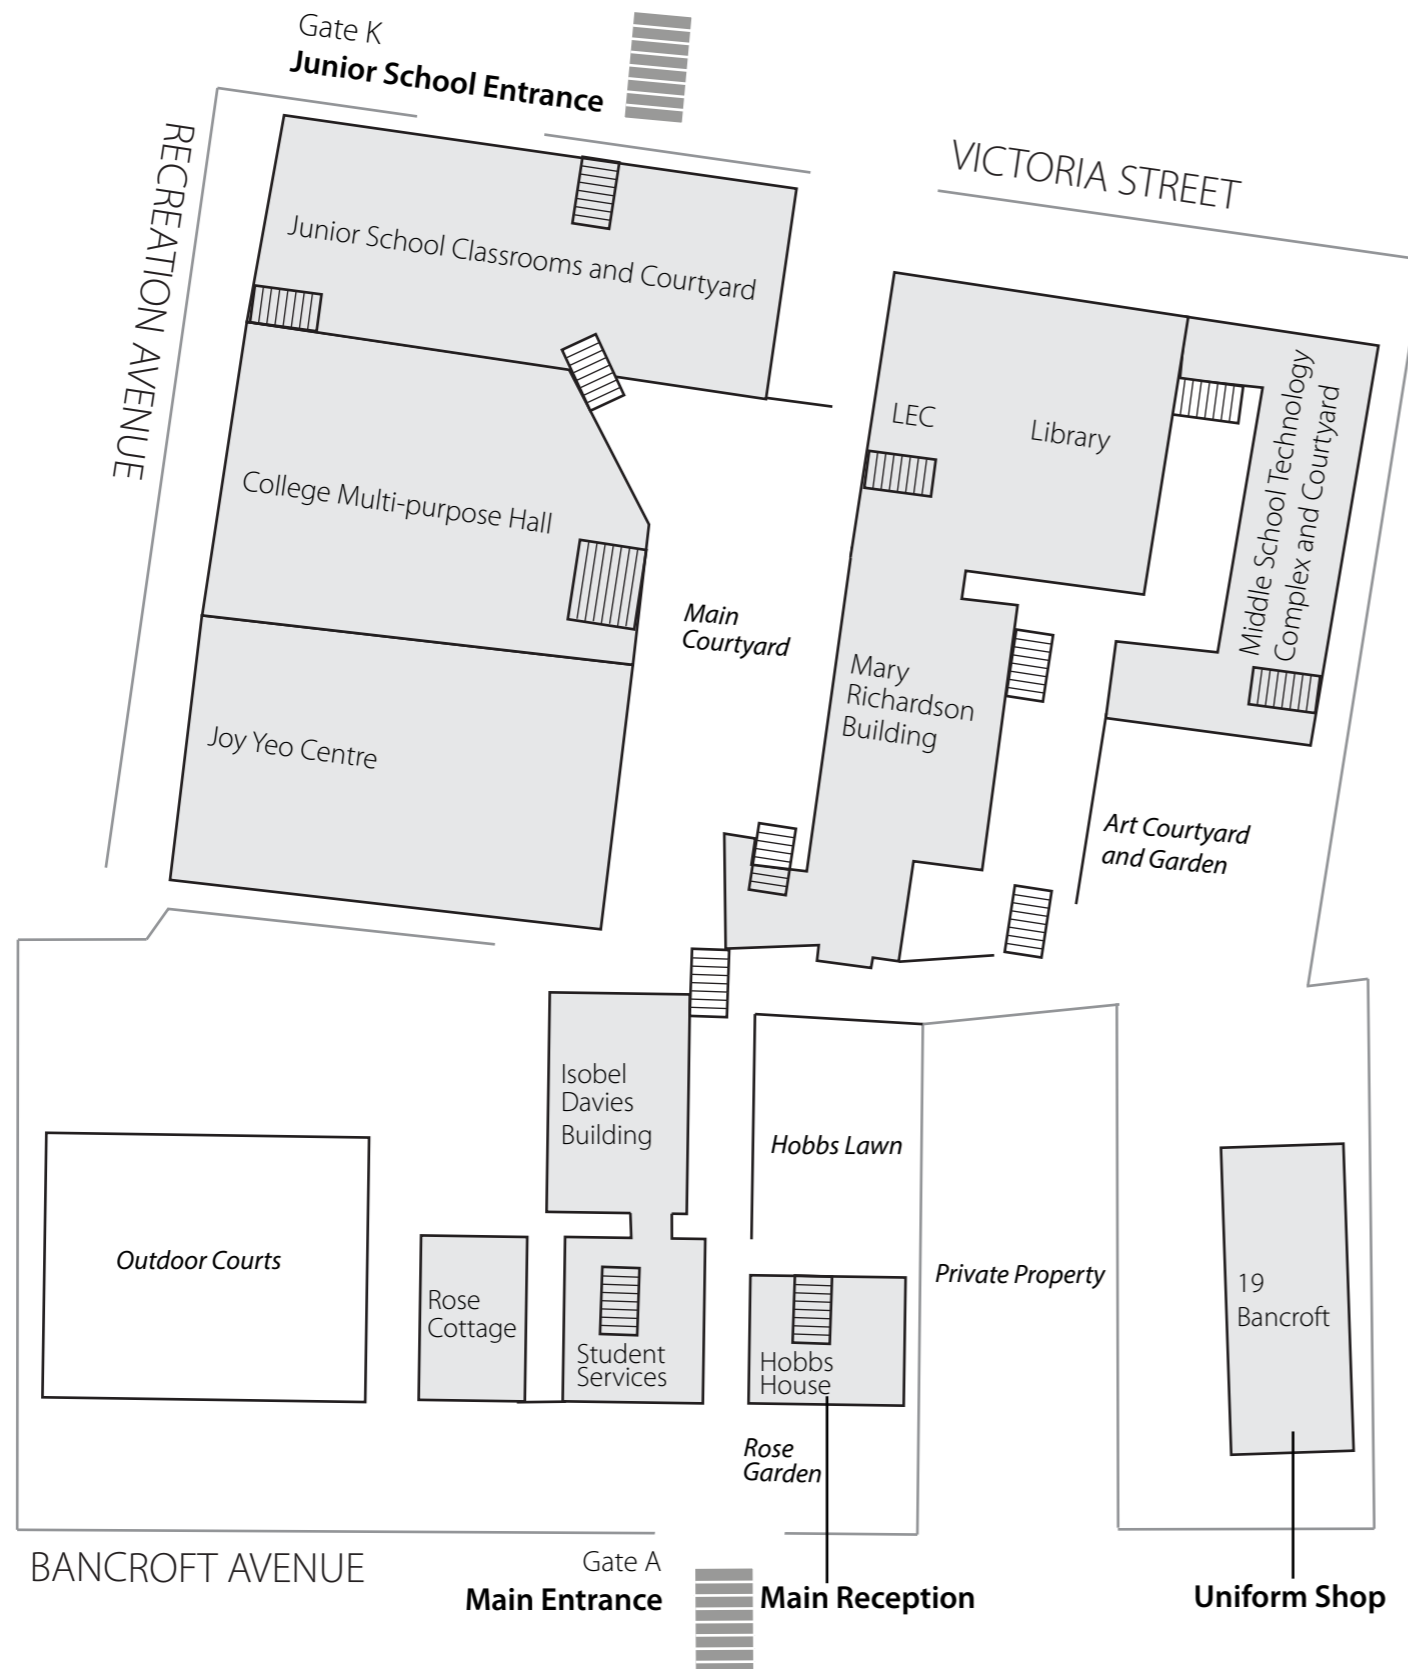 Gate K
Junior School Entrance
RECREATION AVENUE
VICTORIA STREET
Junior School Classrooms and Courtyard
LEC
Library
Middle School Technology
Complex and Courtyard
College Multi-purpose Hall
Main
Courtyard
Mary
Richardson
Building
Joy Yeo Centre
Art Courtyard
and Garden
Isobel
Davies
Building
Hobbs Lawn
Outdoor Courts
Private Property
Rose
Cottage
Student
Services
Hobbs
House
19
Bancroft
Rose
Garden
BANCROFT AVENUE
Gate A
Main Entrance
Main Reception
Uniform Shop